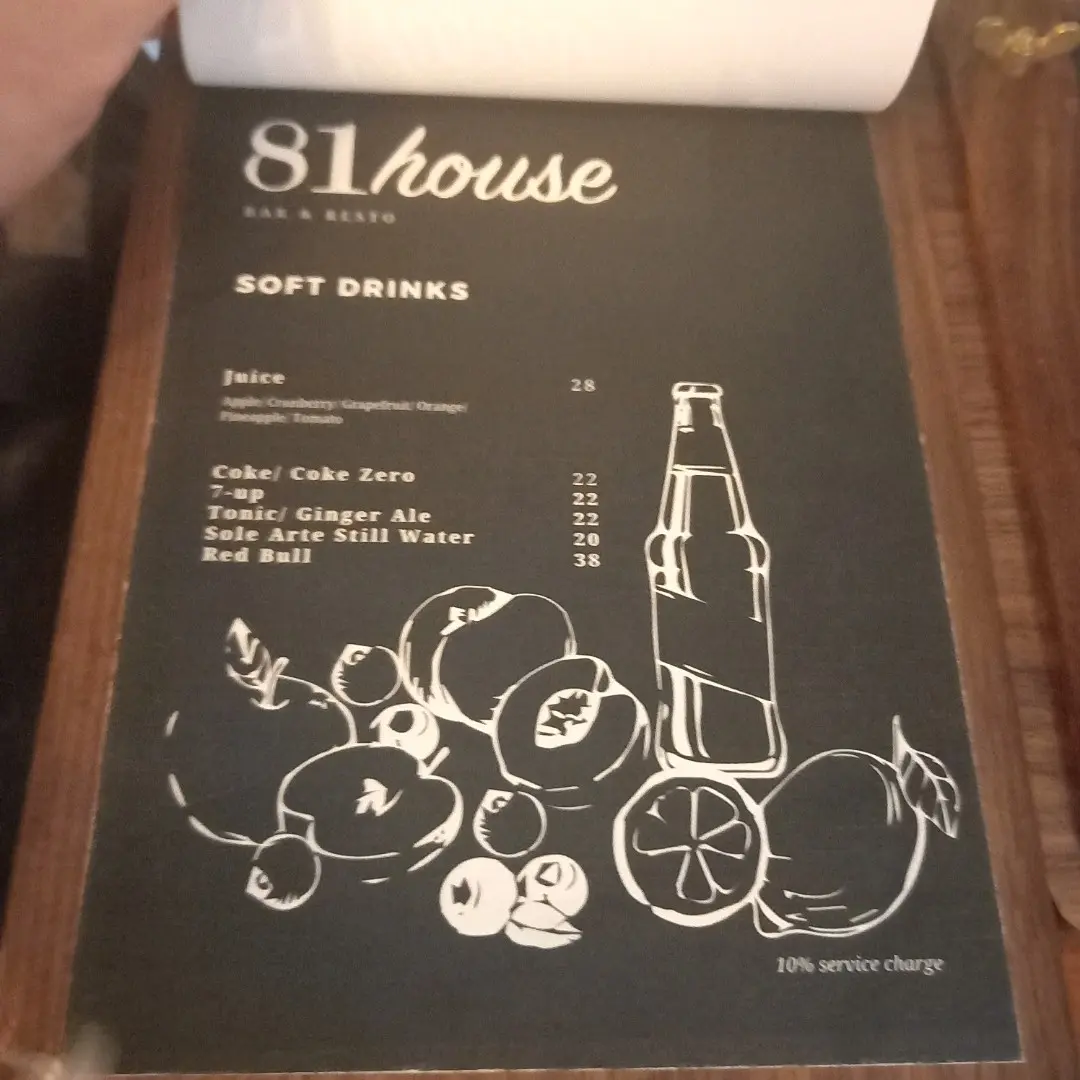 81house
BAR & RESTO
SOFT DRINKS
Juice 28
Apple/ Cranberry/ Grapefruit/ Orange/
Pineapple/ Tomato
Coke/ Coke Zero 22
7-up 22
Tonic/ Ginger Ale 22
Sole Arte Still Water 20
Red Bull 38
10% service charge